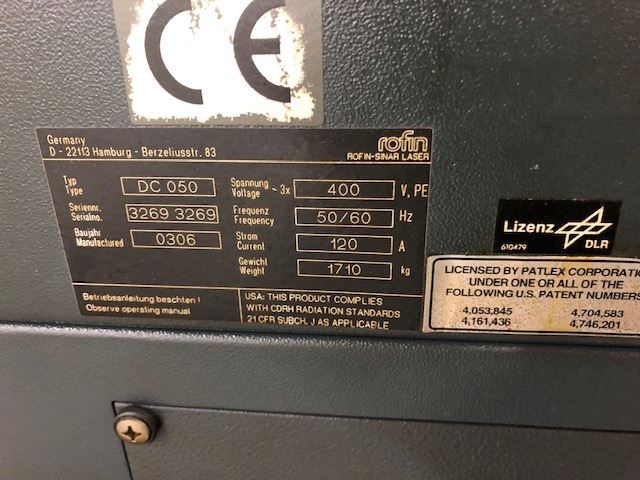 CE
Germany
D - 22113 Hamburg - Berzeliusstr. 83
rofin
ROFIN-SINAR LASER
Typ
Type
DC 050
Spannung
Voltage ~ 3x
400
V, PE
Seriennr.
Serialno.
3269 3269
Frequenz
Frequency
50/60
Hz
Baujahr
Manufactured
0306
Strom
Current
120
A
Gewicht
Weight
1710
kg
Betriebsanleitung beachten !
Observe operating manual
USA: THIS PRODUCT COMPLIES
WITH CDRH RADIATION STANDARDS
21 CFR SUBCH. J AS APPLICABLE
Lizenz
DLR
610479
LICENSED BY PATLEX CORPORATIO
UNDER ONE OR ALL OF THE
FOLLOWING U.S. PATENT NUMBERS
4,053,845 4,704,583
4,161,436 4,746,201